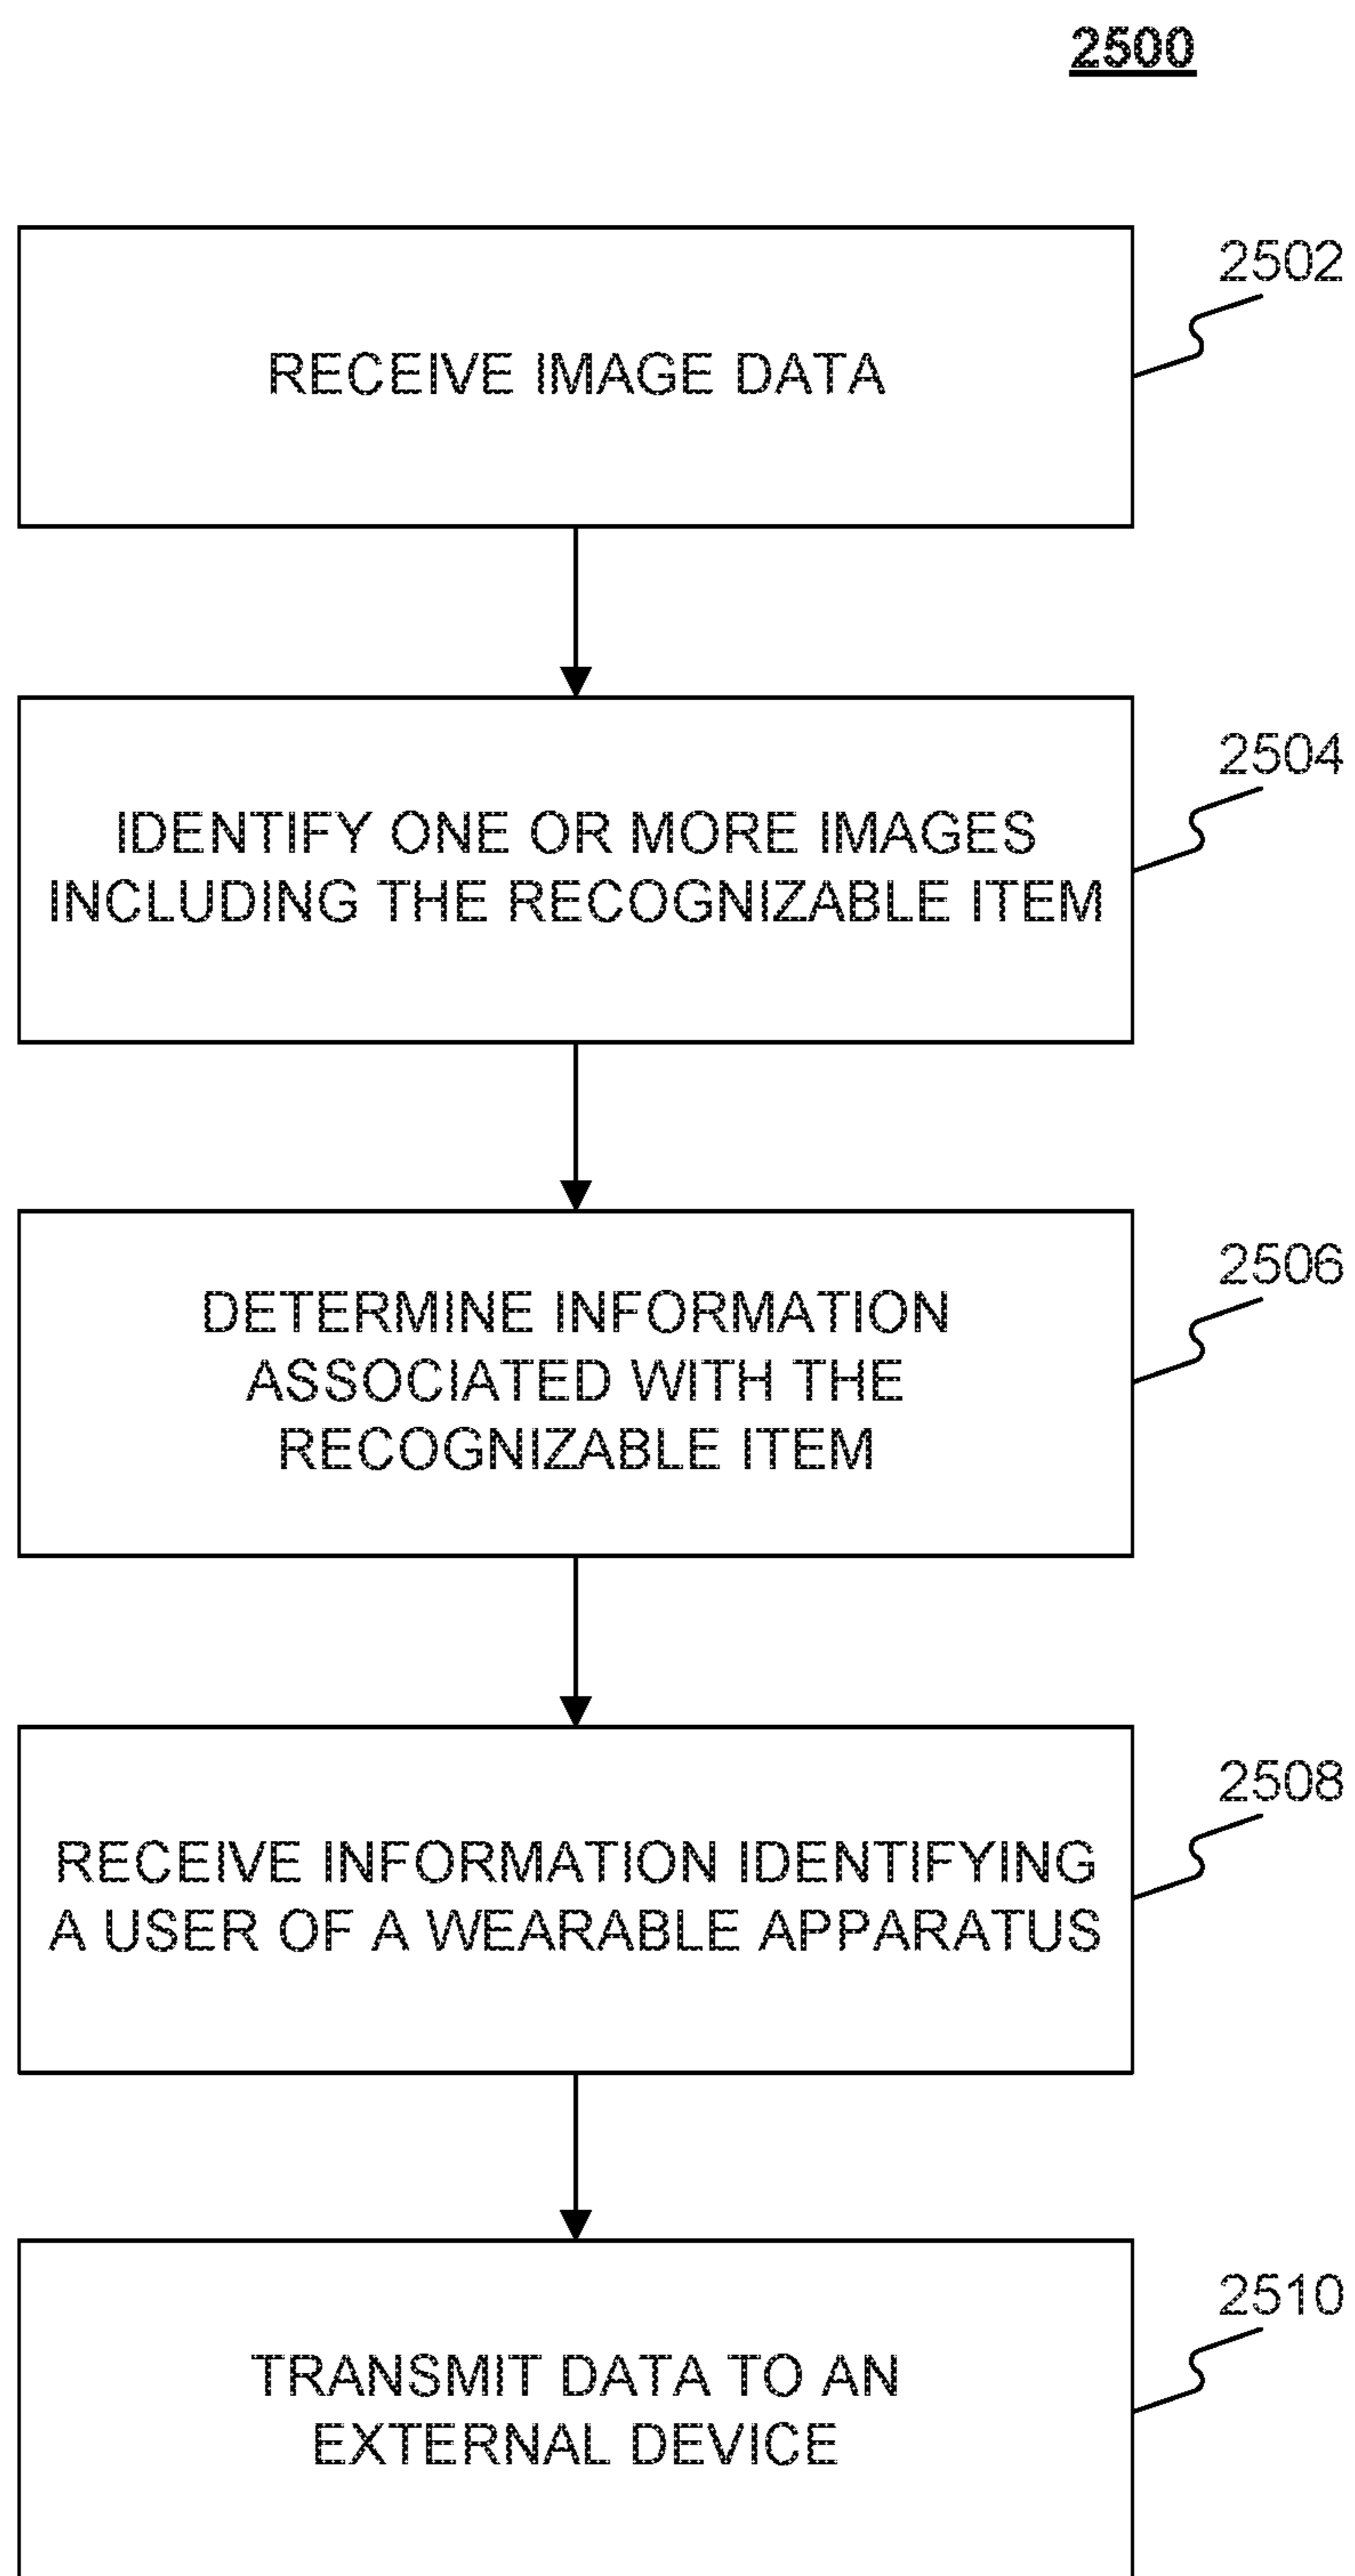 2500
RECEIVE IMAGE DATA
2502
IDENTIFY ONE OR MORE IMAGES
INCLUDING THE RECOGNIZABLE ITEM
2504
DETERMINE INFORMATION
ASSOCIATED WITH THE
RECOGNIZABLE ITEM
2506
RECEIVE INFORMATION IDENTIFYING
A USER OF A WEARABLE APPARATUS
2508
TRANSMIT DATA TO AN
EXTERNAL DEVICE
2510